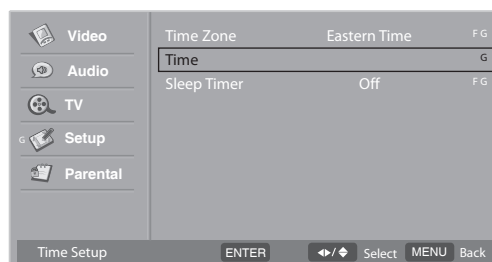 Video
Audio
TV
G Setup
Parental
Time Zone Eastern Time F G
Time G
Sleep Timer Off F G
Time Setup ENTER / Select MENU Back